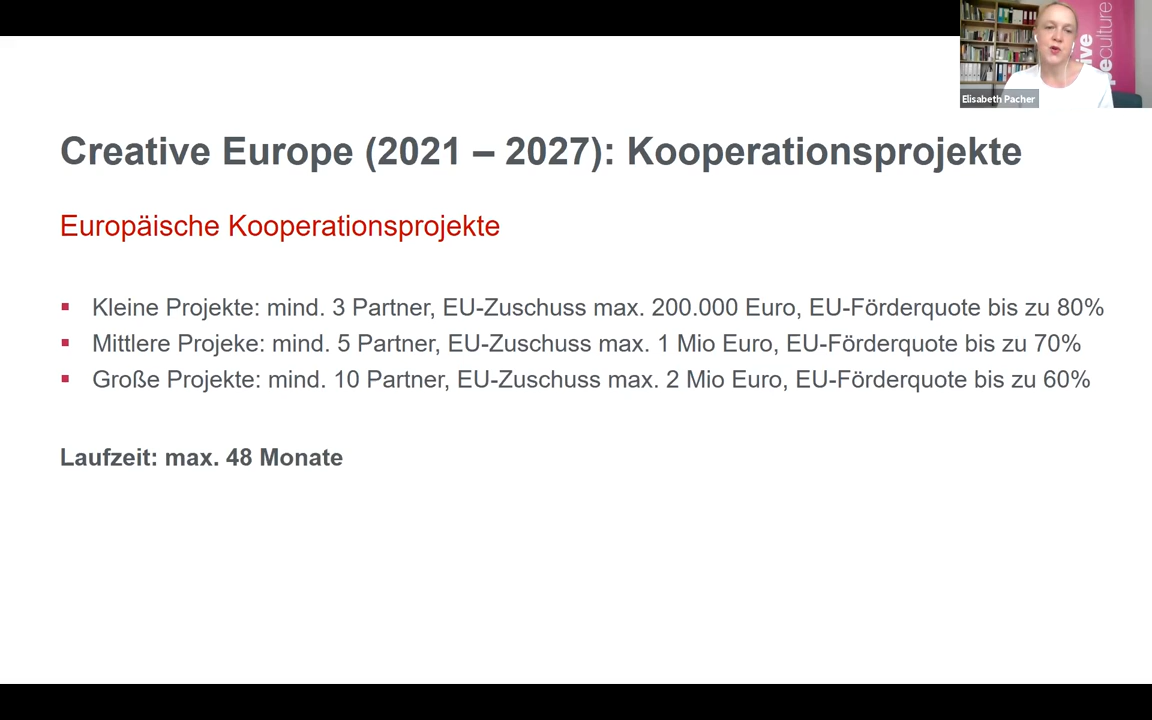 Elisabeth Pacher
ive
peculture
Creative Europe (2021 – 2027): Kooperationsprojekte
Europäische Kooperationsprojekte
▪ Kleine Projekte: mind. 3 Partner, EU-Zuschuss max. 200.000 Euro, EU-Förderquote bis zu 80%
▪ Mittlere Projeke: mind. 5 Partner, EU-Zuschuss max. 1 Mio Euro, EU-Förderquote bis zu 70%
▪ Große Projekte: mind. 10 Partner, EU-Zuschuss max. 2 Mio Euro, EU-Förderquote bis zu 60%
Laufzeit: max. 48 Monate